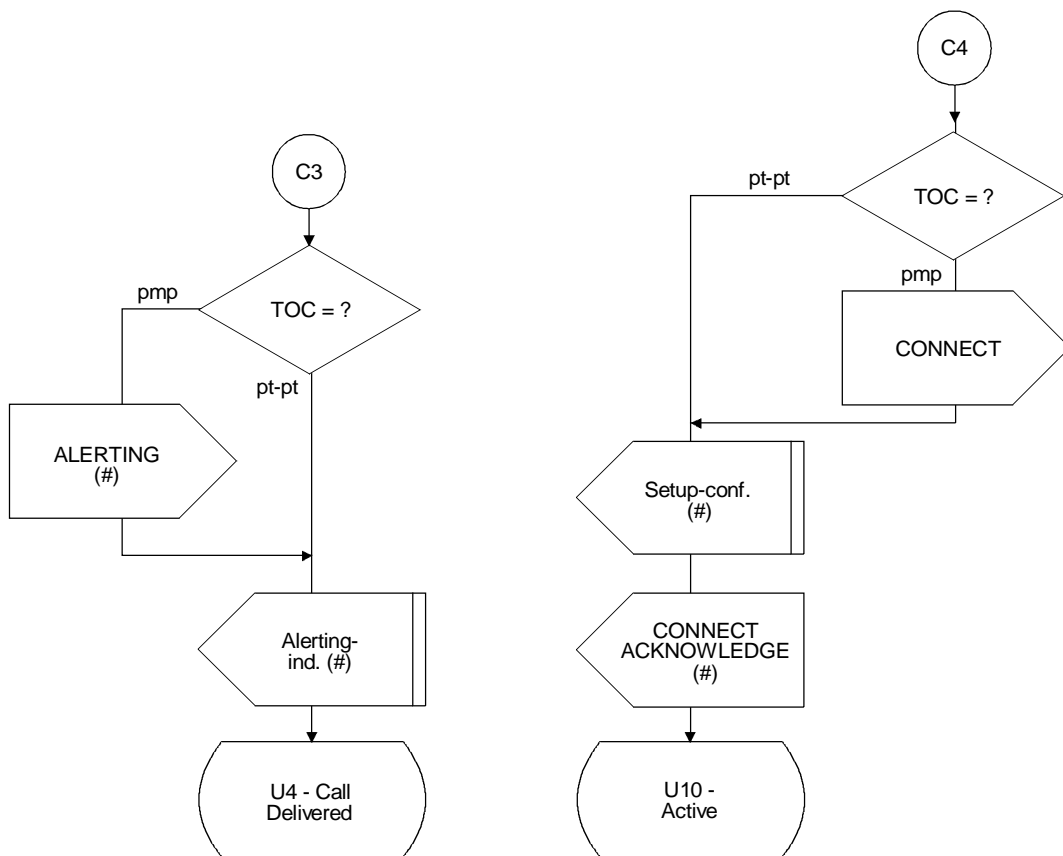 C3
TOC = ?
pmp
pt-pt
ALERTING
(#)
Alerting-
ind. (#)
U4 - Call
Delivered
C4
pt-pt
TOC = ?
pmp
CONNECT
Setup-conf.
(#)
CONNECT
ACKNOWLEDGE
(#)
U10 -
Active